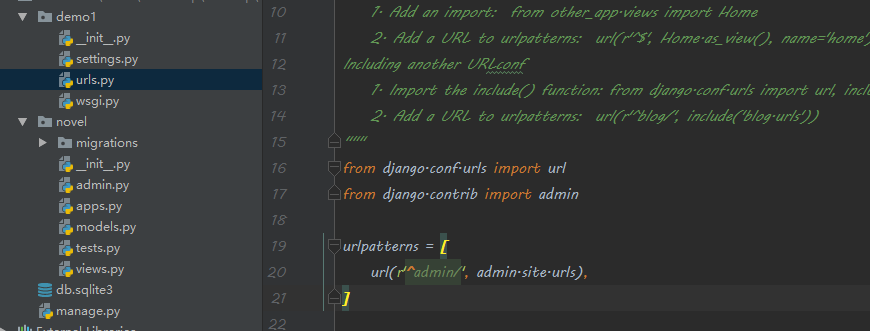 demo1
__init__.py
settings.py
urls.py
wsgi.py
novel
migrations
__init__.py
admin.py
apps.py
models.py
tests.py
views.py
db.sqlite3
manage.py
External Libraries
10 1. Add an import:  from other_app.views import Home
11 2. Add a URL to urlpatterns:  url(r'^$', Home.as_view(), name='home')
12 Including another URLconf
13 1. Import the include() function: from django.conf.urls import url, inclu
14 2. Add a URL to urlpatterns:  url(r'^blog/', include('blog.urls'))
15 """
16 from django.conf.urls import url
17 from django.contrib import admin
18
19 urlpatterns = [
20 url(r'^admin/', admin.site.urls),
21 ]
22